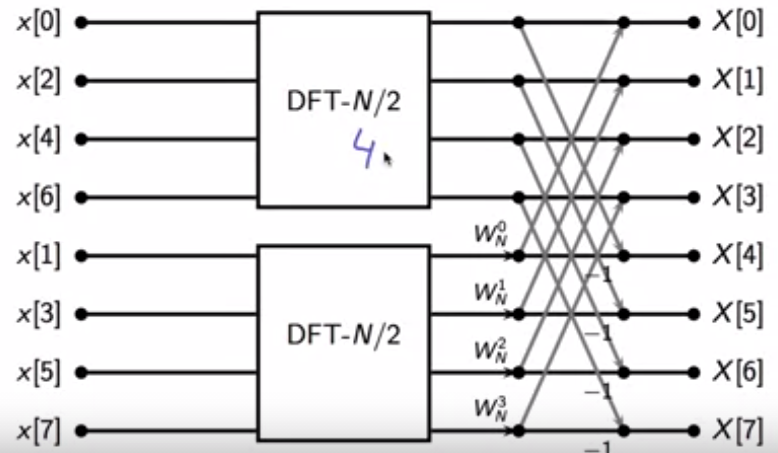 x[0] X[0]
x[2] X[1]
DFT-N/2
4
x[4] X[2]
x[6] X[3]
W_N^0
x[1] X[4]
-1
W_N^1
x[3] X[5]
DFT-N/2
-1
W_N^2
x[5] X[6]
-1
W_N^3
x[7] X[7]
-1